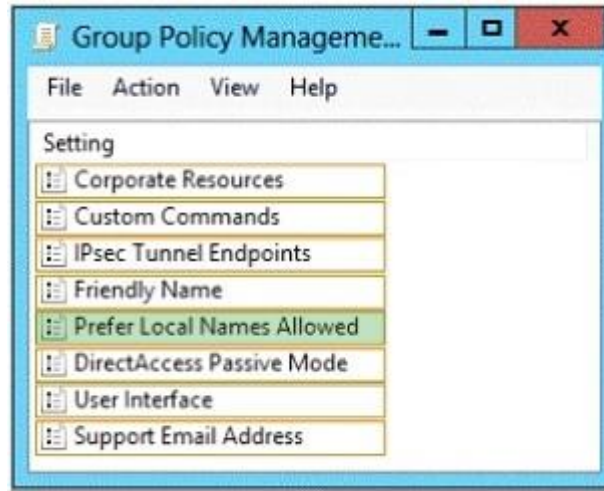 Group Policy Manageme...
File Action View Help
Setting
Corporate Resources
Custom Commands
IPsec Tunnel Endpoints
Friendly Name
Prefer Local Names Allowed
DirectAccess Passive Mode
User Interface
Support Email Address